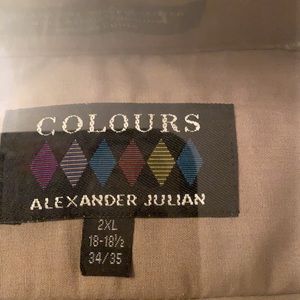 COLOURS
ALEXANDER JULIAN
2XL
18-18½
34/35